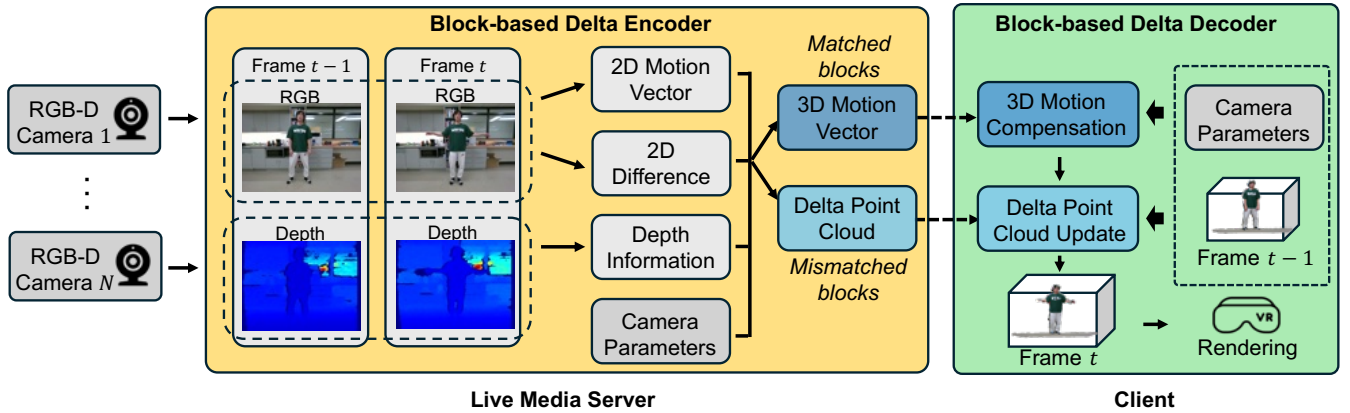 Block-based Delta Encoder
Block-based Delta Decoder
RGB-D
Camera 1
⋮
RGB-D
Camera N
Frame t − 1
Frame t
RGB
RGB
Depth
Depth
2D Motion
Vector
2D
Difference
Depth
Information
Camera
Parameters
Matched
blocks
3D Motion
Vector
Delta Point
Cloud
Mismatched
blocks
3D Motion
Compensation
Camera
Parameters
Delta Point
Cloud Update
Frame t − 1
Frame t
VR
Rendering
Live Media Server
Client